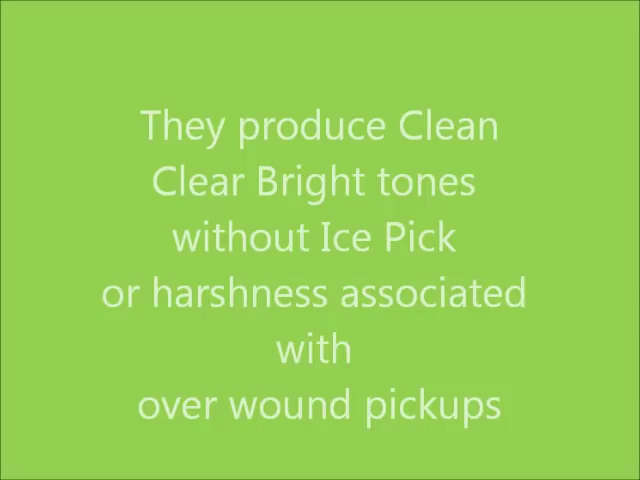 They produce Clean
Clear Bright tones
without Ice Pick
or harshness associated
with
over wound pickups